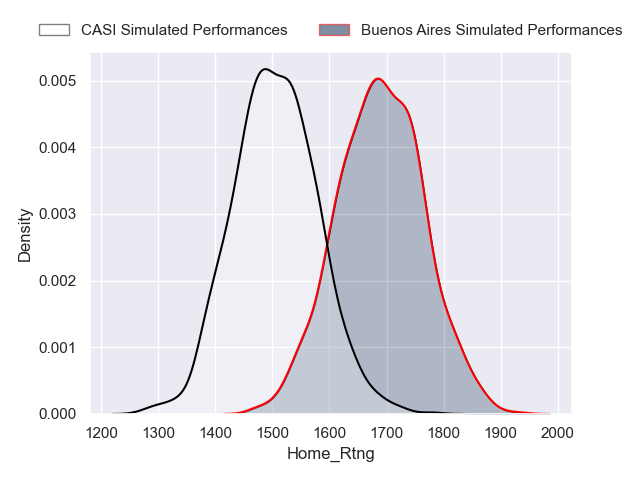 CASI Simulated Performances
Buenos Aires Simulated Performances
0.005
0.004
0.003
0.002
0.001
0.000
Density
1200 1300 1400 1500 1600 1700 1800 1900 2000
Home_Rtng